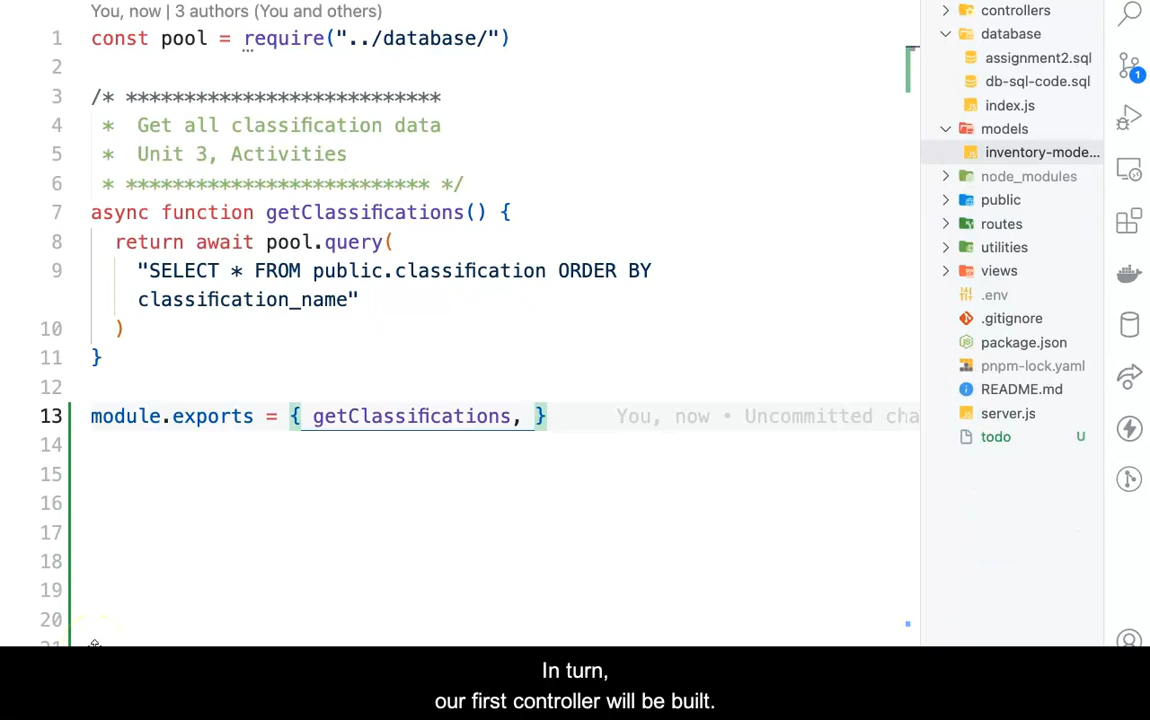 You, now | 3 authors (You and others)
1 const pool = require("../database/")
2
3 /* ***************************
4 * Get all classification data
5 * Unit 3, Activities
6 * ************************** */
7 async function getClassifications() {
8 return await pool.query(
9 "SELECT * FROM public.classification ORDER BY
classification_name"
10 )
11 }
12
13 module.exports = { getClassifications, } You, now • Uncommitted cha
14
15
16
17
18
19
20
21
controllers
database
assignment2.sql
db-sql-code.sql
index.js
models
inventory-mode...
node_modules
public
routes
utilities
views
.env
.gitignore
package.json
pnpm-lock.yaml
README.md
server.js
todo U
1
In turn,
our first controller will be built.